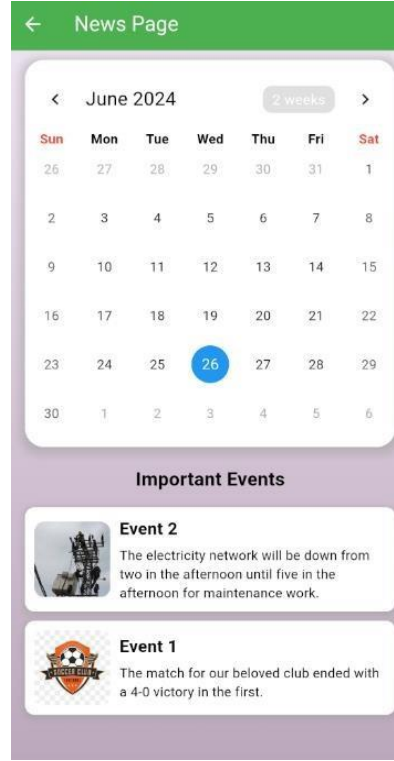 News Page
June 2024 2 weeks
Sun Mon Tue Wed Thu Fri Sat
26 27 28 29 30 31 1
2 3 4 5 6 7 8
9 10 11 12 13 14 15
16 17 18 19 20 21 22
23 24 25 26 27 28 29
30 1 2 3 4 5 6
Important Events
Event 2
The electricity network will be down from
two in the afternoon until five in the
afternoon for maintenance work.
SOCCER CLUB
Event 1
The match for our beloved club ended with
a 4-0 victory in the first.